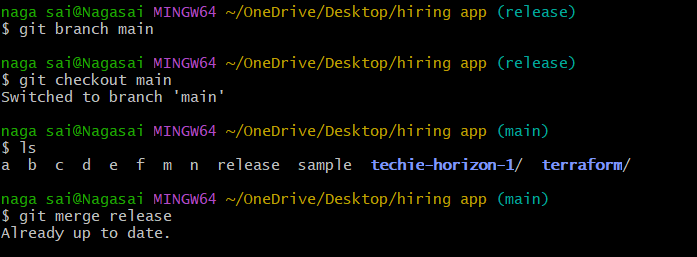 naga sai@Nagasai MINGW64 ~/OneDrive/Desktop/hiring app (release)
$ git branch main
naga sai@Nagasai MINGW64 ~/OneDrive/Desktop/hiring app (release)
$ git checkout main
Switched to branch 'main'
naga sai@Nagasai MINGW64 ~/OneDrive/Desktop/hiring app (main)
$ ls
a  b  c  d  e  f  m  n  release  sample  techie-horizon-1/  terraform/
naga sai@Nagasai MINGW64 ~/OneDrive/Desktop/hiring app (main)
$ git merge release
Already up to date.